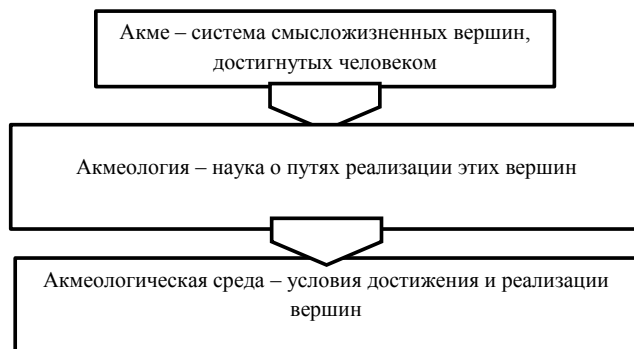 Акме – система смысложизненных вершин,
достигнутых человеком
Акмеология – наука о путях реализации этих вершин
Акмеологическая среда – условия достижения и реализации
вершин